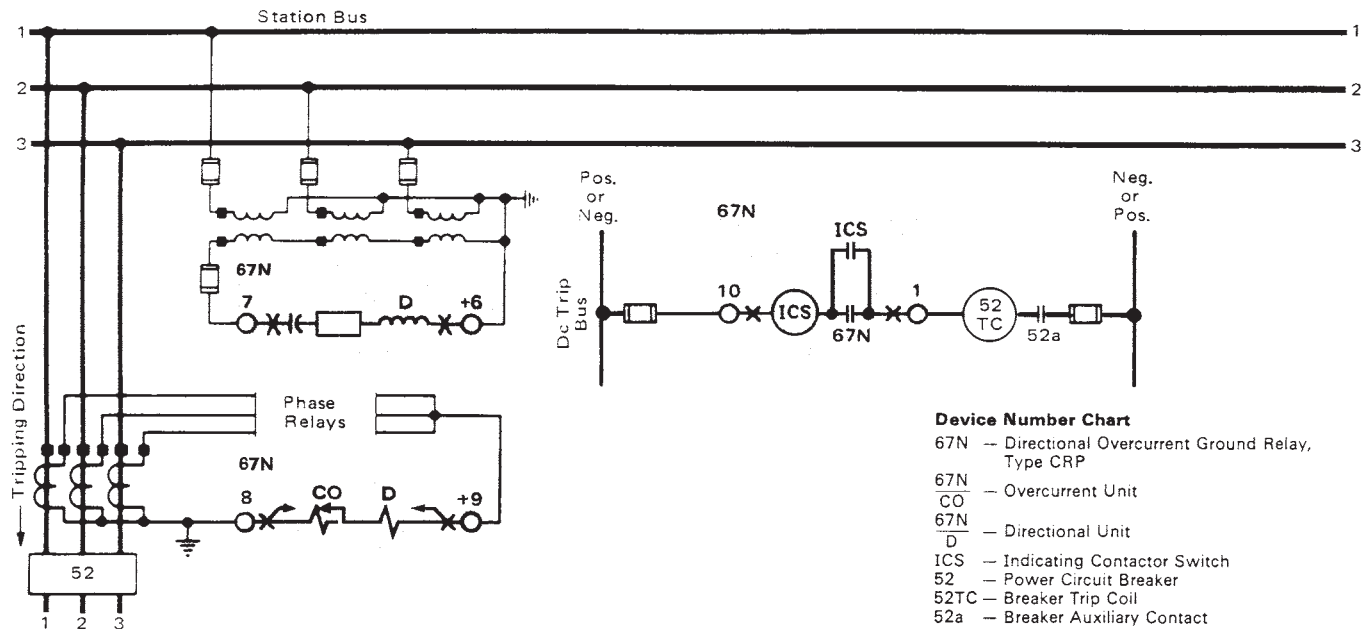 Station Bus
1
1
2
2
3
3
67N
7
D
+6
Tripping Direction
Phase
Relays
67N
8
CO
D
+9
52
1 2 3
Pos.
or
Neg.
67N
Neg.
or
Pos.
Dc Trip
Bus
ICS
10
ICS
67N
1
52
TC
52a
Device Number Chart
67N – Directional Overcurrent Ground Relay,
Type CRP
67N
CO – Overcurrent Unit
67N
D – Directional Unit
ICS – Indicating Contactor Switch
52 – Power Circuit Breaker
52TC – Breaker Trip Coil
52a – Breaker Auxiliary Contact